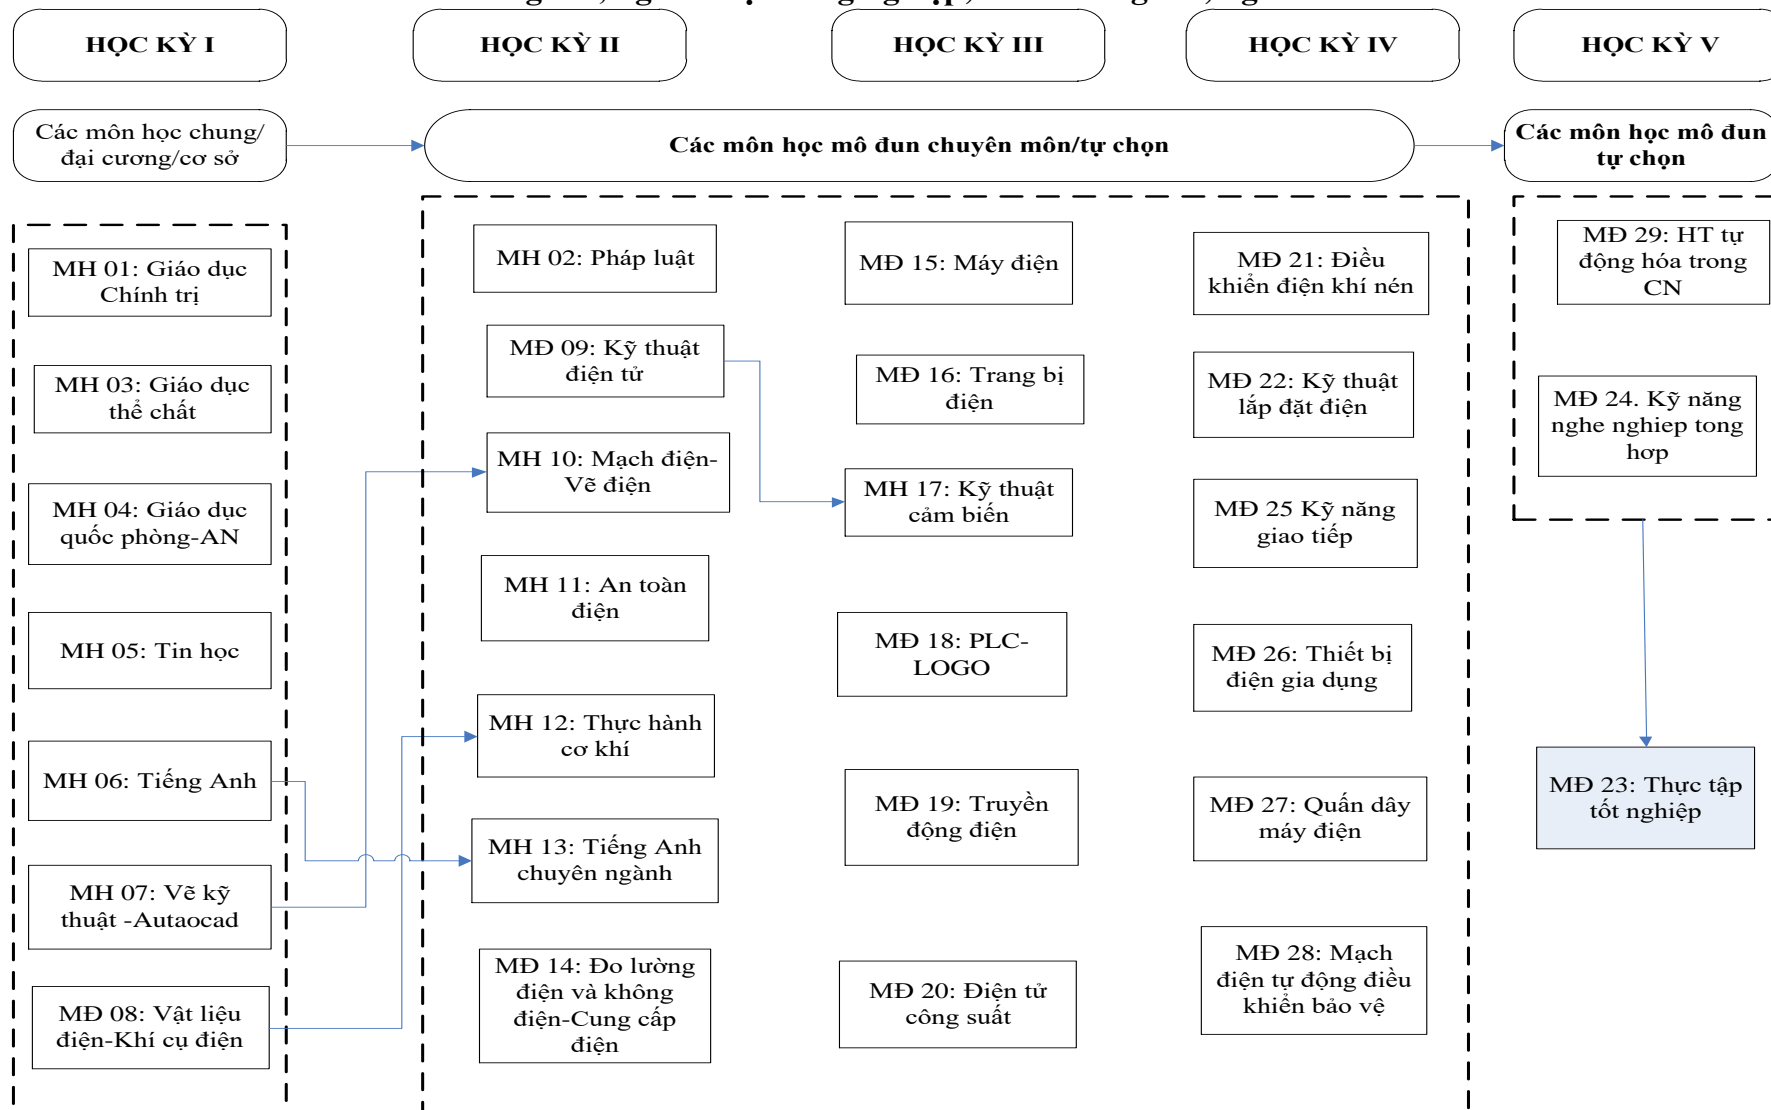 HỌC KỲ I
HỌC KỲ II
HỌC KỲ III
HỌC KỲ IV
HỌC KỲ V
Các môn học chung/
đại cương/cơ sở
Các môn học mô đun chuyên môn/tự chọn
Các môn học mô đun
tự chọn
MH 01: Giáo dục
Chính trị
MH 03: Giáo dục
thể chất
MH 04: Giáo dục
quốc phòng-AN
MH 05: Tin học
MH 06: Tiếng Anh
MH 07: Vẽ kỹ
thuật -Autaocad
MĐ 08: Vật liệu
điện-Khí cụ điện
MH 02: Pháp luật
MĐ 09: Kỹ thuật
điện tử
MH 10: Mạch điện-
Vẽ điện
MH 11: An toàn
điện
MH 12: Thực hành
cơ khí
MH 13: Tiếng Anh
chuyên ngành
MĐ 14: Đo lường
điện và không
điện-Cung cấp
điện
MĐ 15: Máy điện
MĐ 16: Trang bị
điện
MH 17: Kỹ thuật
cảm biến
MĐ 18: PLC-
LOGO
MĐ 19: Truyền
động điện
MĐ 20: Điện tử
công suất
MĐ 21: Điều
khiển điện khí nén
MĐ 22: Kỹ thuật
lắp đặt điện
MĐ 25 Kỹ năng
giao tiếp
MĐ 26: Thiết bị
điện gia dụng
MĐ 27: Quấn dây
máy điện
MĐ 28: Mạch
điện tự động điều
khiển bảo vệ
MĐ 29: HT tự
động hóa trong
CN
MĐ 24. Kỹ năng
nghe nghiep tong
hơp
MĐ 23: Thực tập
tốt nghiệp